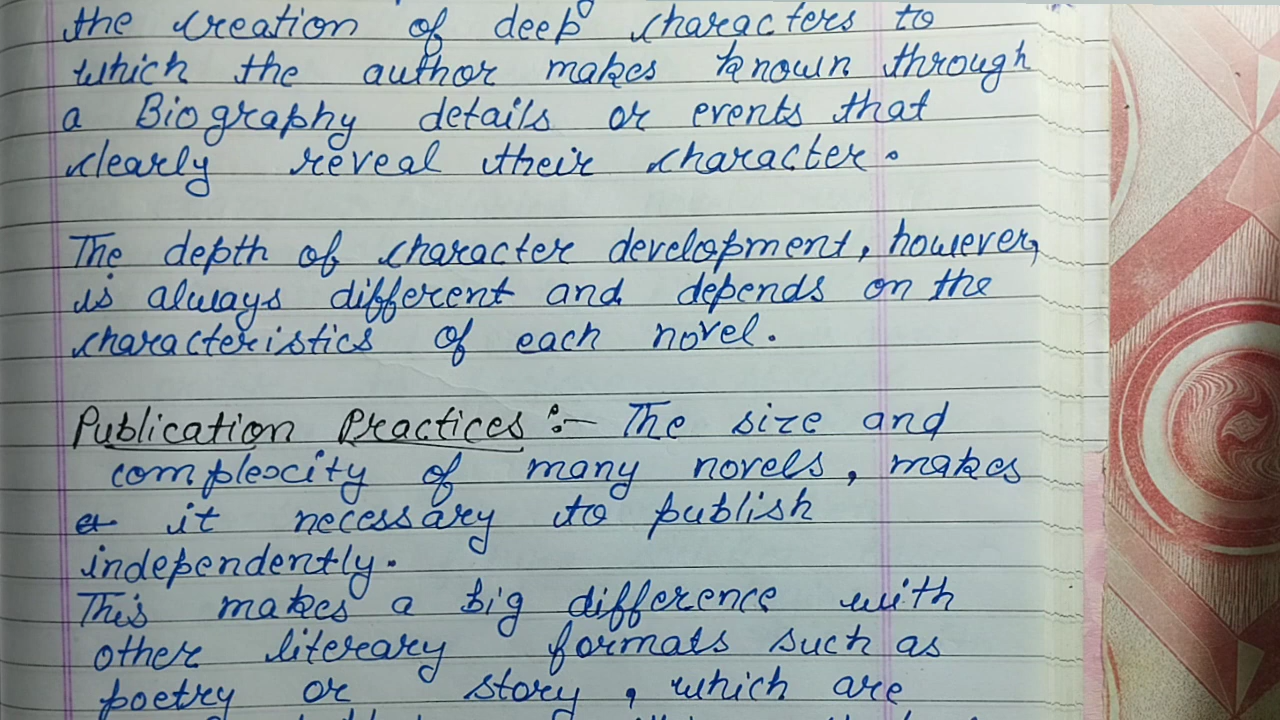 the creation of deep characters to
which the author makes known through
a Biography details or events that
clearly reveal their character.
The depth of character development, however,
is always different and depends on the
characteristics of each novel.
Publication Practices :- The size and
complexity of many novels, makes
it necessary to publish
independently.
This makes a big difference with
other literary formats such as
poetry or story, which are